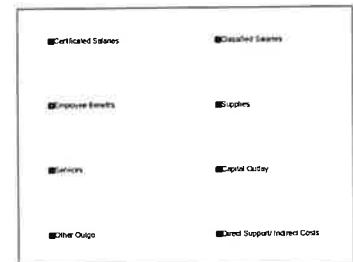 Certificated Salaries
Classified Salaries
Employee Benefits
Supplies
Services
Capital Outlay
Other Outgo
Direct Support/Indirect Costs